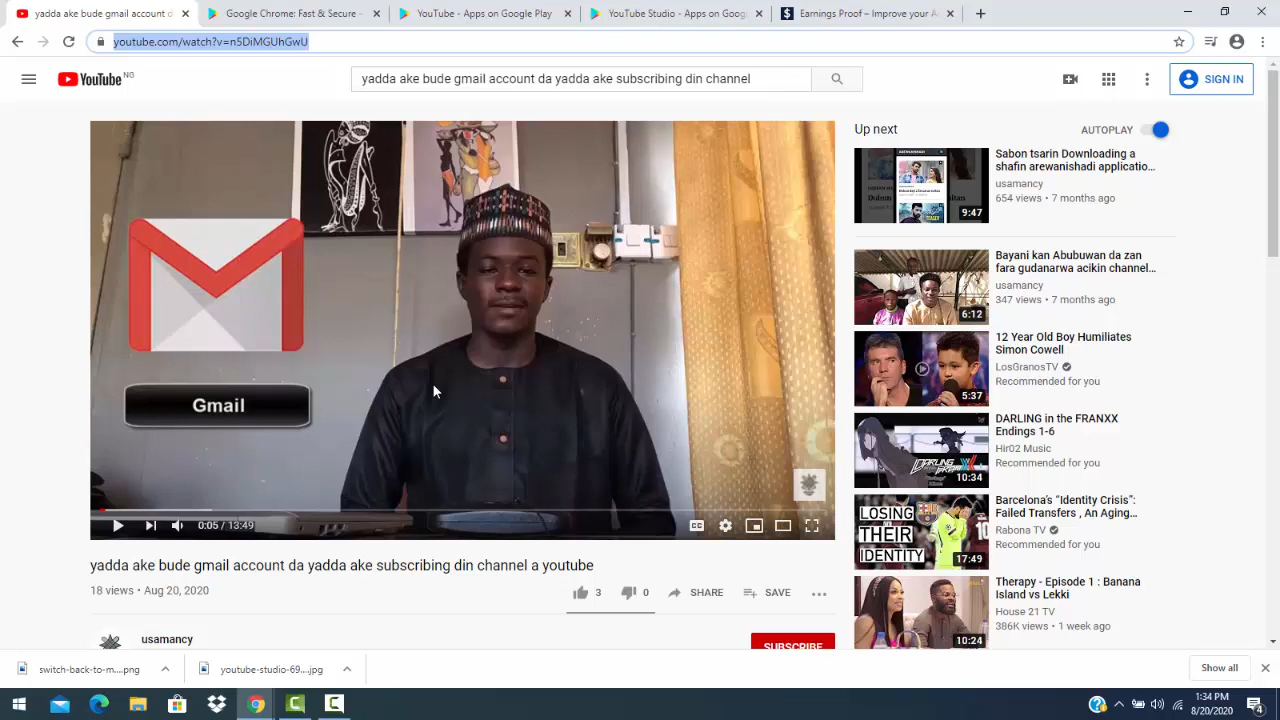 yadda ake bude gmail account d
Google Chrome: Fast & Secure -
YouTube - Apps on Google Play
YouTube Studio - Apps on Goog
Earnings Proof – Improve your A
youtube.com/watch?v=n5DiMGUhGwU
YouTube NG
yadda ake bude gmail account da yadda ake subscribing din channel
SIGN IN
Gmail
0:05 / 13:49
CC
yadda ake bude gmail account da yadda ake subscribing din channel a youtube
18 views • Aug 20, 2020
3
0
SHARE
SAVE
usamancy
SUBSCRIBE
Up next
AUTOPLAY
9:47
Sabon tsarin Downloading a
shafin arewanishadi applicatio...
usamancy
654 views • 7 months ago
6:12
Bayani kan Abubuwan da zan
fara gudanarwa acikin channel...
usamancy
347 views • 7 months ago
5:37
12 Year Old Boy Humiliates
Simon Cowell
LosGranosTV
Recommended for you
DARLING in the FRANXX
10:34
DARLING in the FRANXX
Endings 1-6
Hir02 Music
Recommended for you
LOSING
THEIR
IDENTITY
17:49
Barcelona's “Identity Crisis”:
Failed Transfers , An Aging...
Rabona TV
Recommended for you
10:24
Therapy - Episode 1 : Banana
Island vs Lekki
House 21 TV
386K views • 1 week ago
switch-back-to-m....png
youtube-studio-69....jpg
Show all
1:34 PM
8/20/2020
4